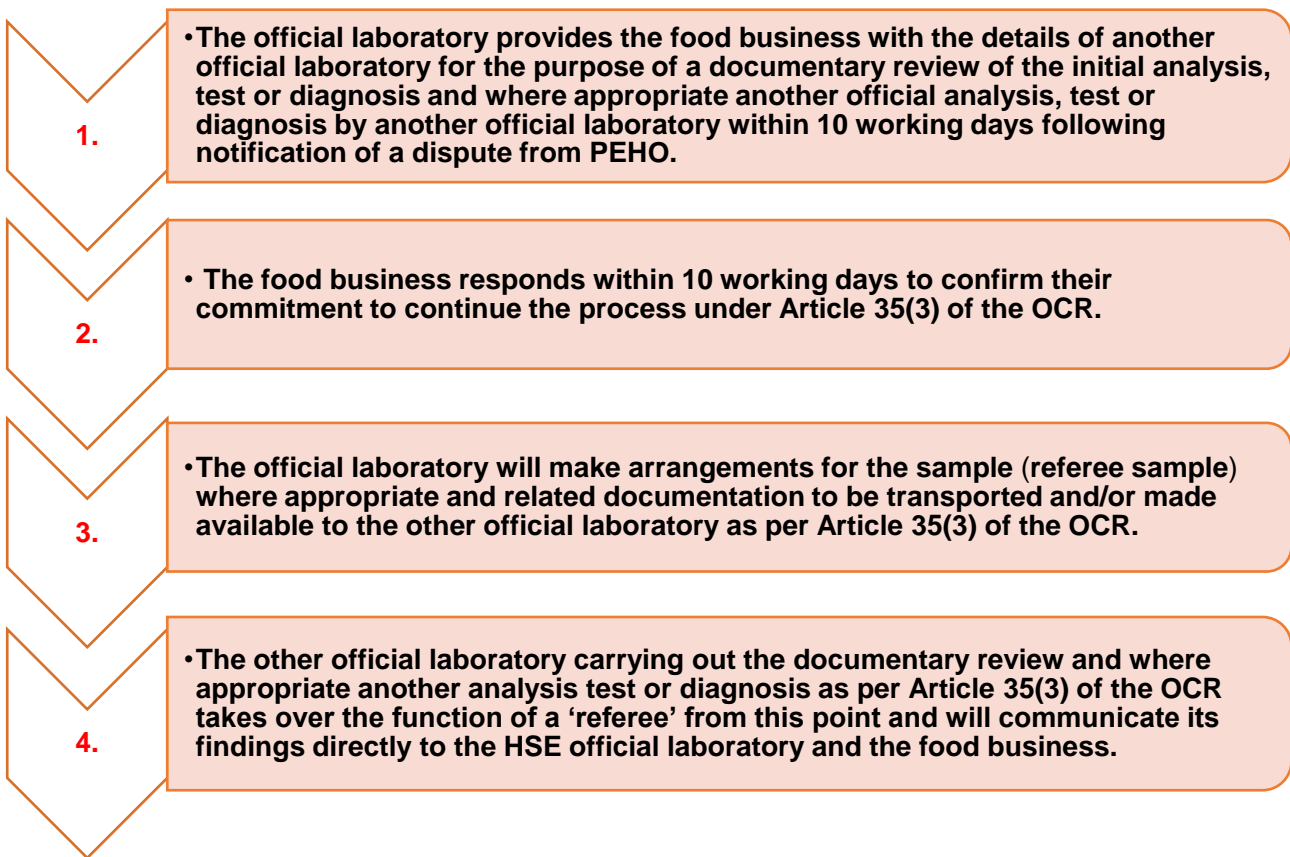 1.
•The official laboratory provides the food business with the details of another
official laboratory for the purpose of a documentary review of the initial analysis,
test or diagnosis and where appropriate another official analysis, test or
diagnosis by another official laboratory within 10 working days following
notification of a dispute from PEHO.
2.
• The food business responds within 10 working days to confirm their
commitment to continue the process under Article 35(3) of the OCR.
3.
•The official laboratory will make arrangements for the sample (referee sample)
where appropriate and related documentation to be transported and/or made
available to the other official laboratory as per Article 35(3) of the OCR.
4.
•The other official laboratory carrying out the documentary review and where
appropriate another analysis test or diagnosis as per Article 35(3) of the OCR
takes over the function of a ‘referee’ from this point and will communicate its
findings directly to the HSE official laboratory and the food business.